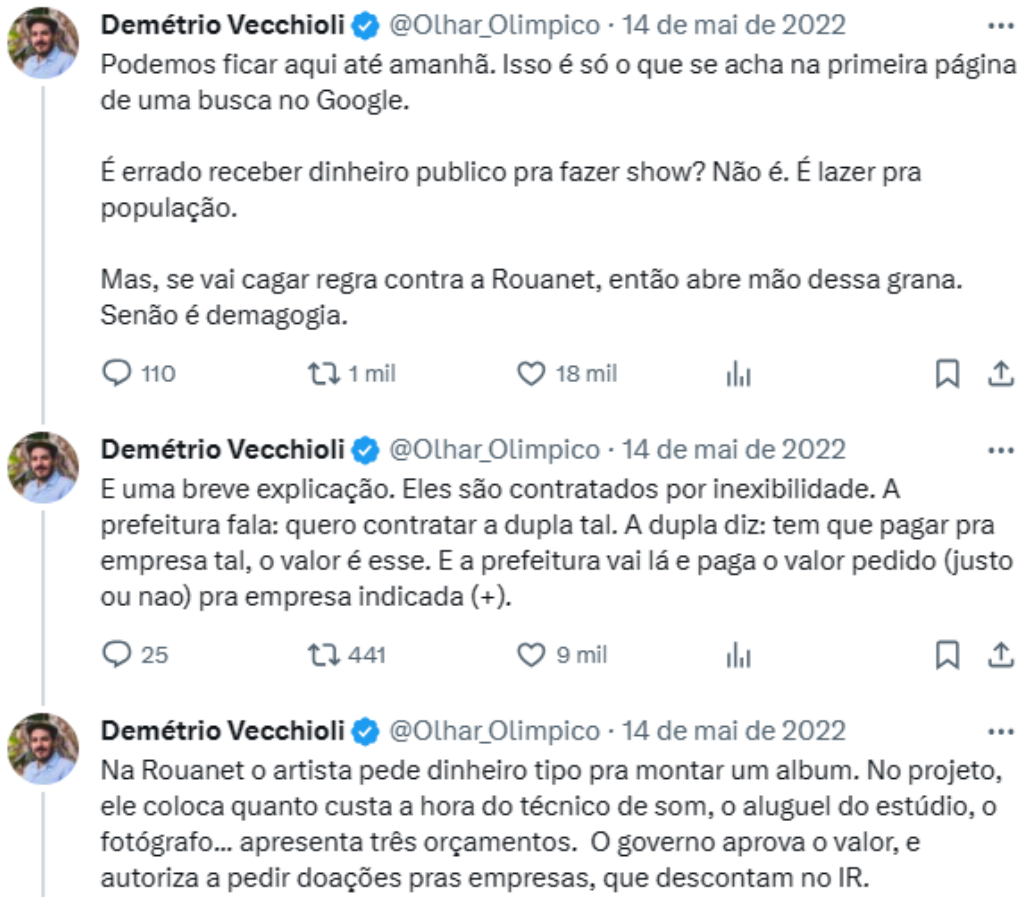 Demétrio Vecchioli @Olhar_Olimpico · 14 de mai de 2022
Podemos ficar aqui até amanhã. Isso é só o que se acha na primeira página
de uma busca no Google.
É errado receber dinheiro publico pra fazer show? Não é. É lazer pra
população.
Mas, se vai cagar regra contra a Rouanet, então abre mão dessa grana.
Senão é demagogia.
110 1 mil 18 mil
Demétrio Vecchioli @Olhar_Olimpico · 14 de mai de 2022
E uma breve explicação. Eles são contratados por inexibilidade. A
prefeitura fala: quero contratar a dupla tal. A dupla diz: tem que pagar pra
empresa tal, o valor é esse. E a prefeitura vai lá e paga o valor pedido (justo
ou nao) pra empresa indicada (+).
25 441 9 mil
Demétrio Vecchioli @Olhar_Olimpico · 14 de mai de 2022
Na Rouanet o artista pede dinheiro tipo pra montar um album. No projeto,
ele coloca quanto custa a hora do técnico de som, o aluguel do estúdio, o
fotógrafo... apresenta três orçamentos. O governo aprova o valor, e
autoriza a pedir doações pras empresas, que descontam no IR.